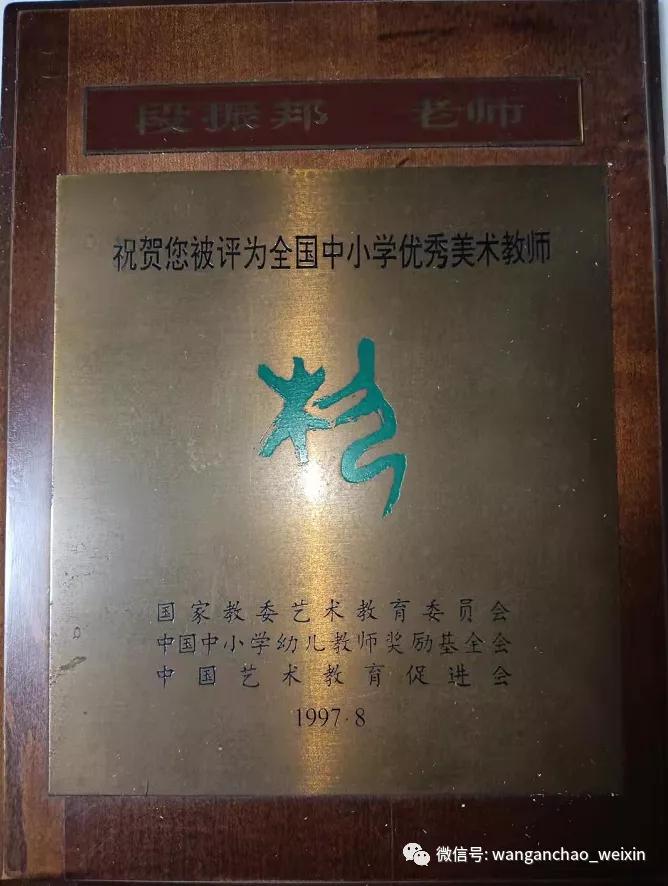 段振邦 老师
祝贺您被评为全国中小学优秀美术教师
国家教委艺术教育委员会
中国中小学幼儿教师奖励基金会
中国艺术教育促进会
1997·8
微信号: wanganchao_weixin